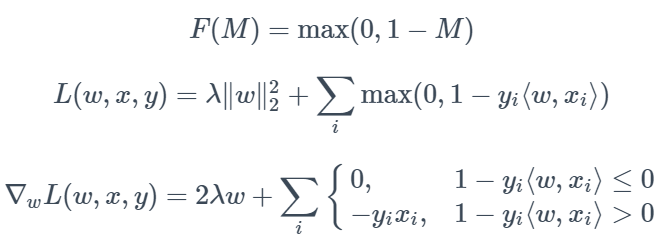 F(M) = max(0, 1 − M)
L(w, x, y) = λ‖w‖₂² + ∑ᵢ max(0, 1 − yᵢ⟨w, xᵢ⟩)
∇_w L(w, x, y) = 2λw + ∑ᵢ { 0, 1 − yᵢ⟨w, xᵢ⟩ ≤ 0
−yᵢxᵢ, 1 − yᵢ⟨w, xᵢ⟩ > 0